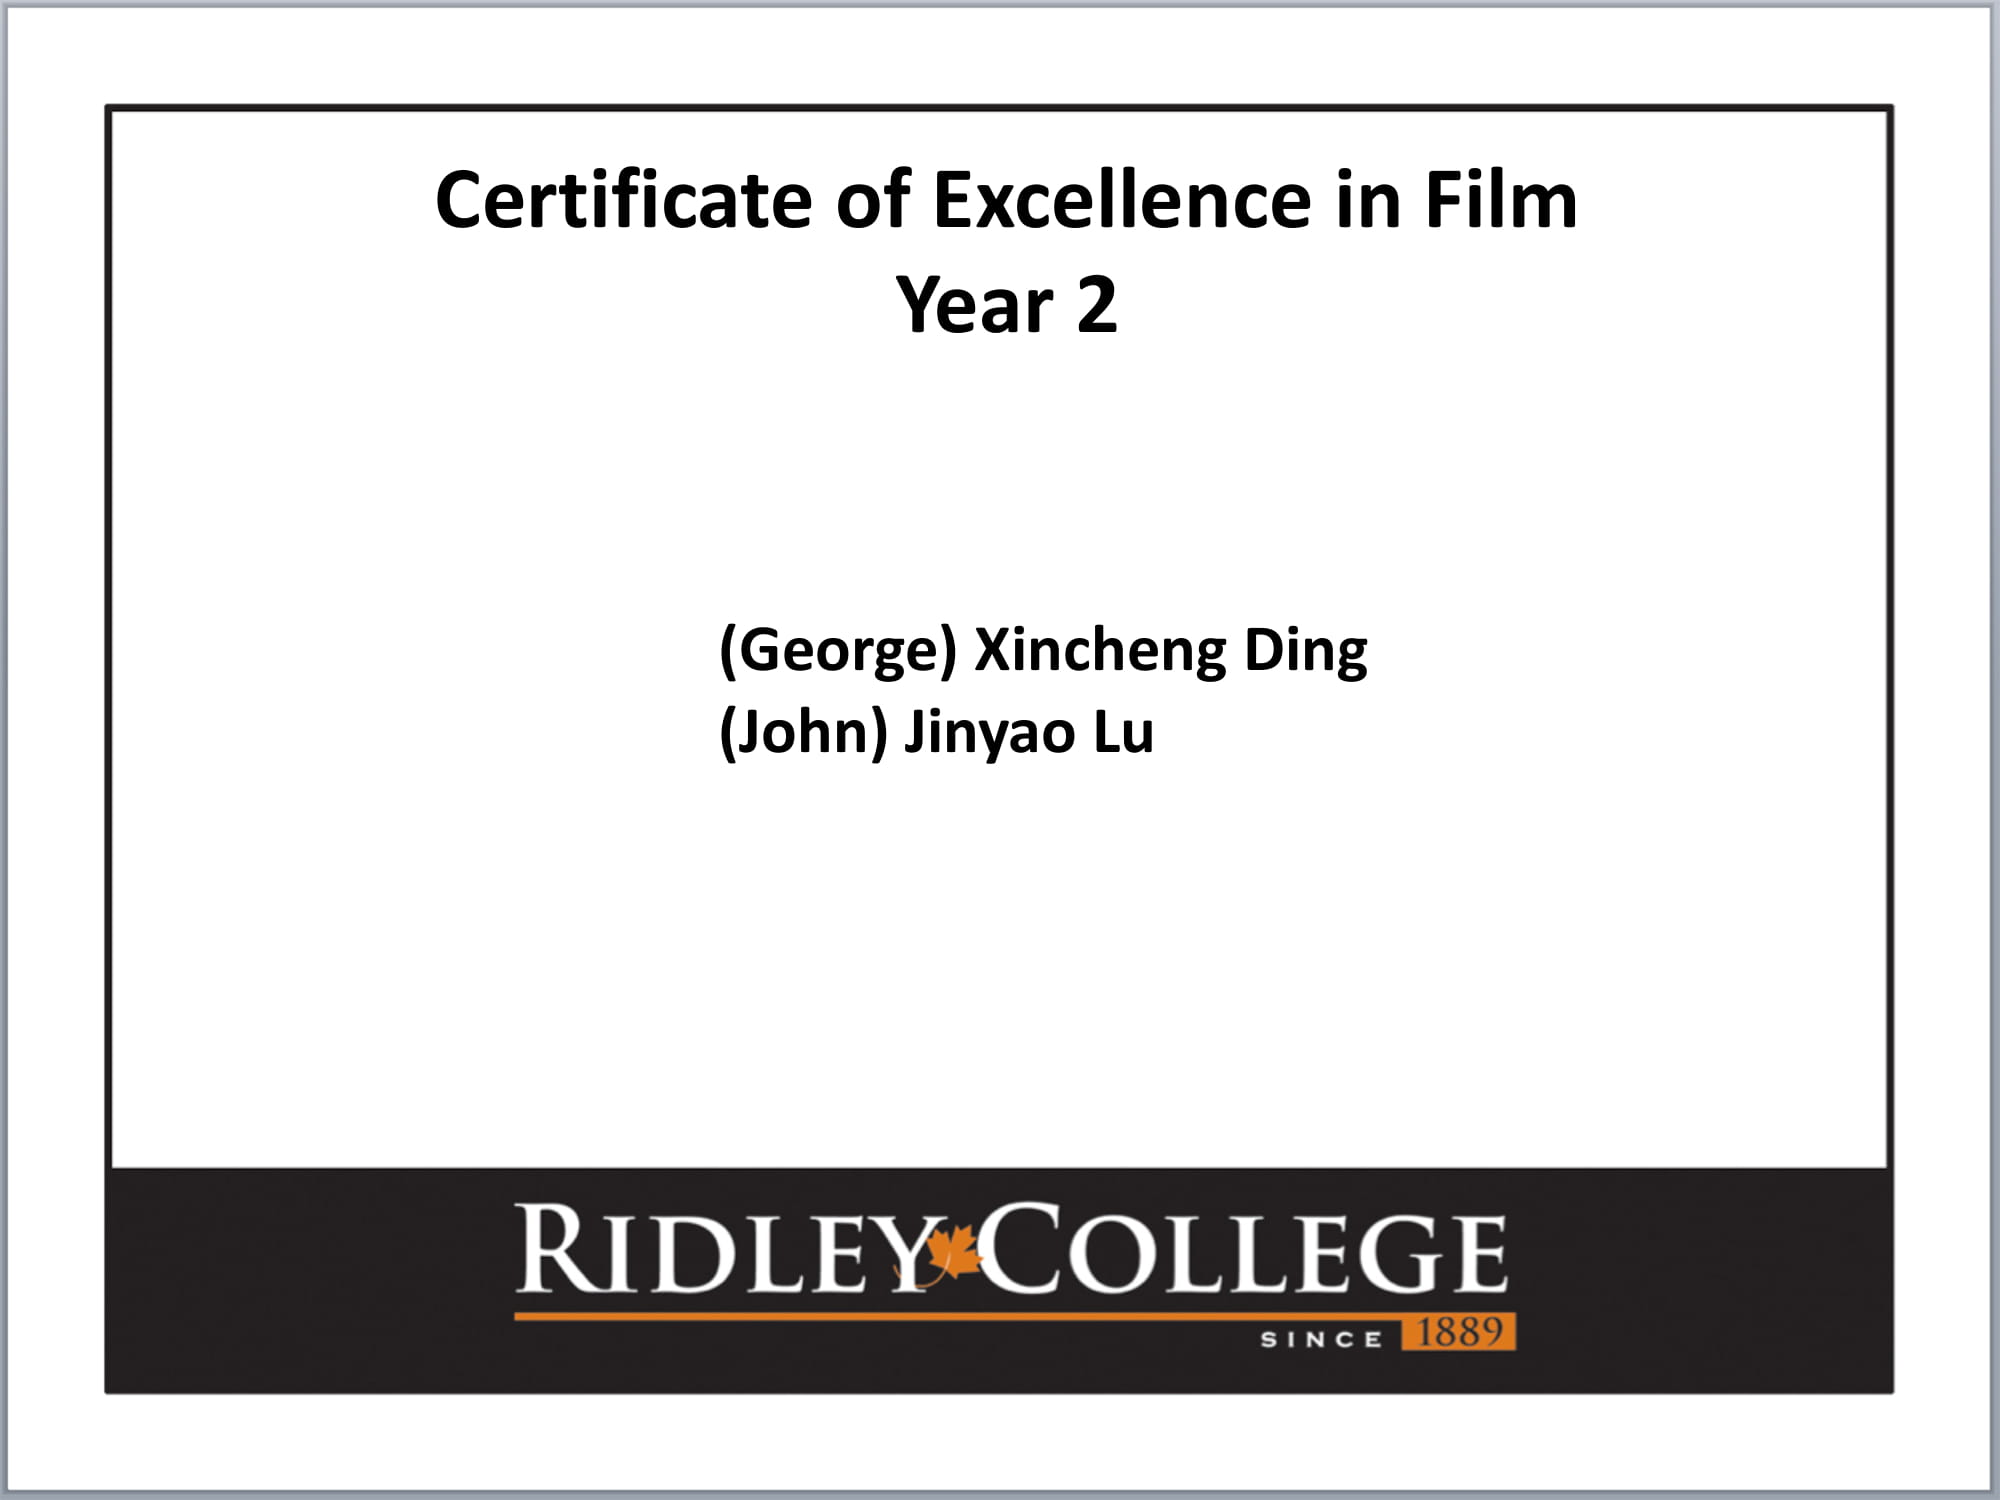 Certificate of Excellence in Film
Year 2
(George) Xincheng Ding
(John) Jinyao Lu
RIDLEY COLLEGE
SINCE 1889